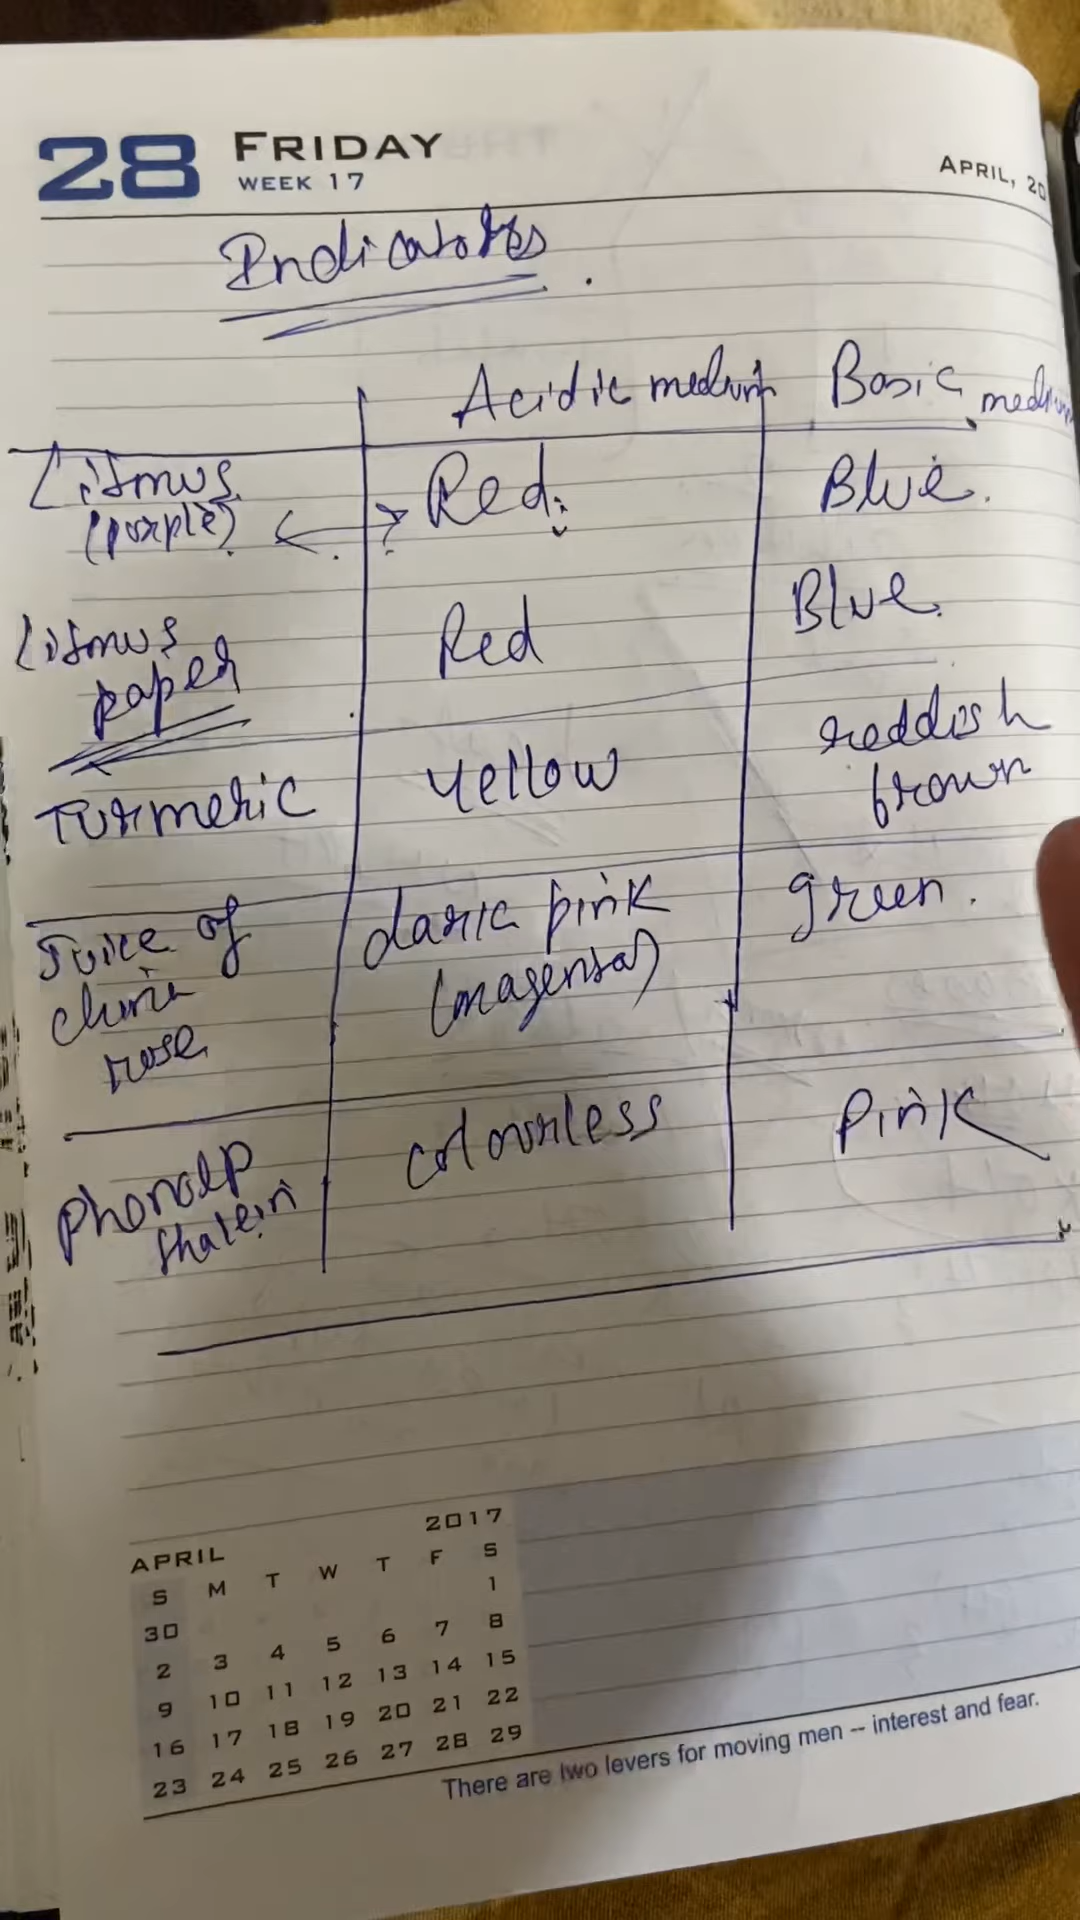 28 FRIDAY
WEEK 17
APRIL, 20
Indicators
Acidic medium Basic medium
Litmus Red Blue.
(purple)
Litmus Red Blue.
paper
Turmeric Yellow reddish
brown
Juice of dark pink green.
china (magenta)
rose
Phenolp colourless Pink
thalein
2017
APRIL
S M T W T F S
30 1
2 3 4 5 6 7 8
9 10 11 12 13 14 15
16 17 18 19 20 21 22
23 24 25 26 27 28 29
There are two levers for moving men -- interest and fear.